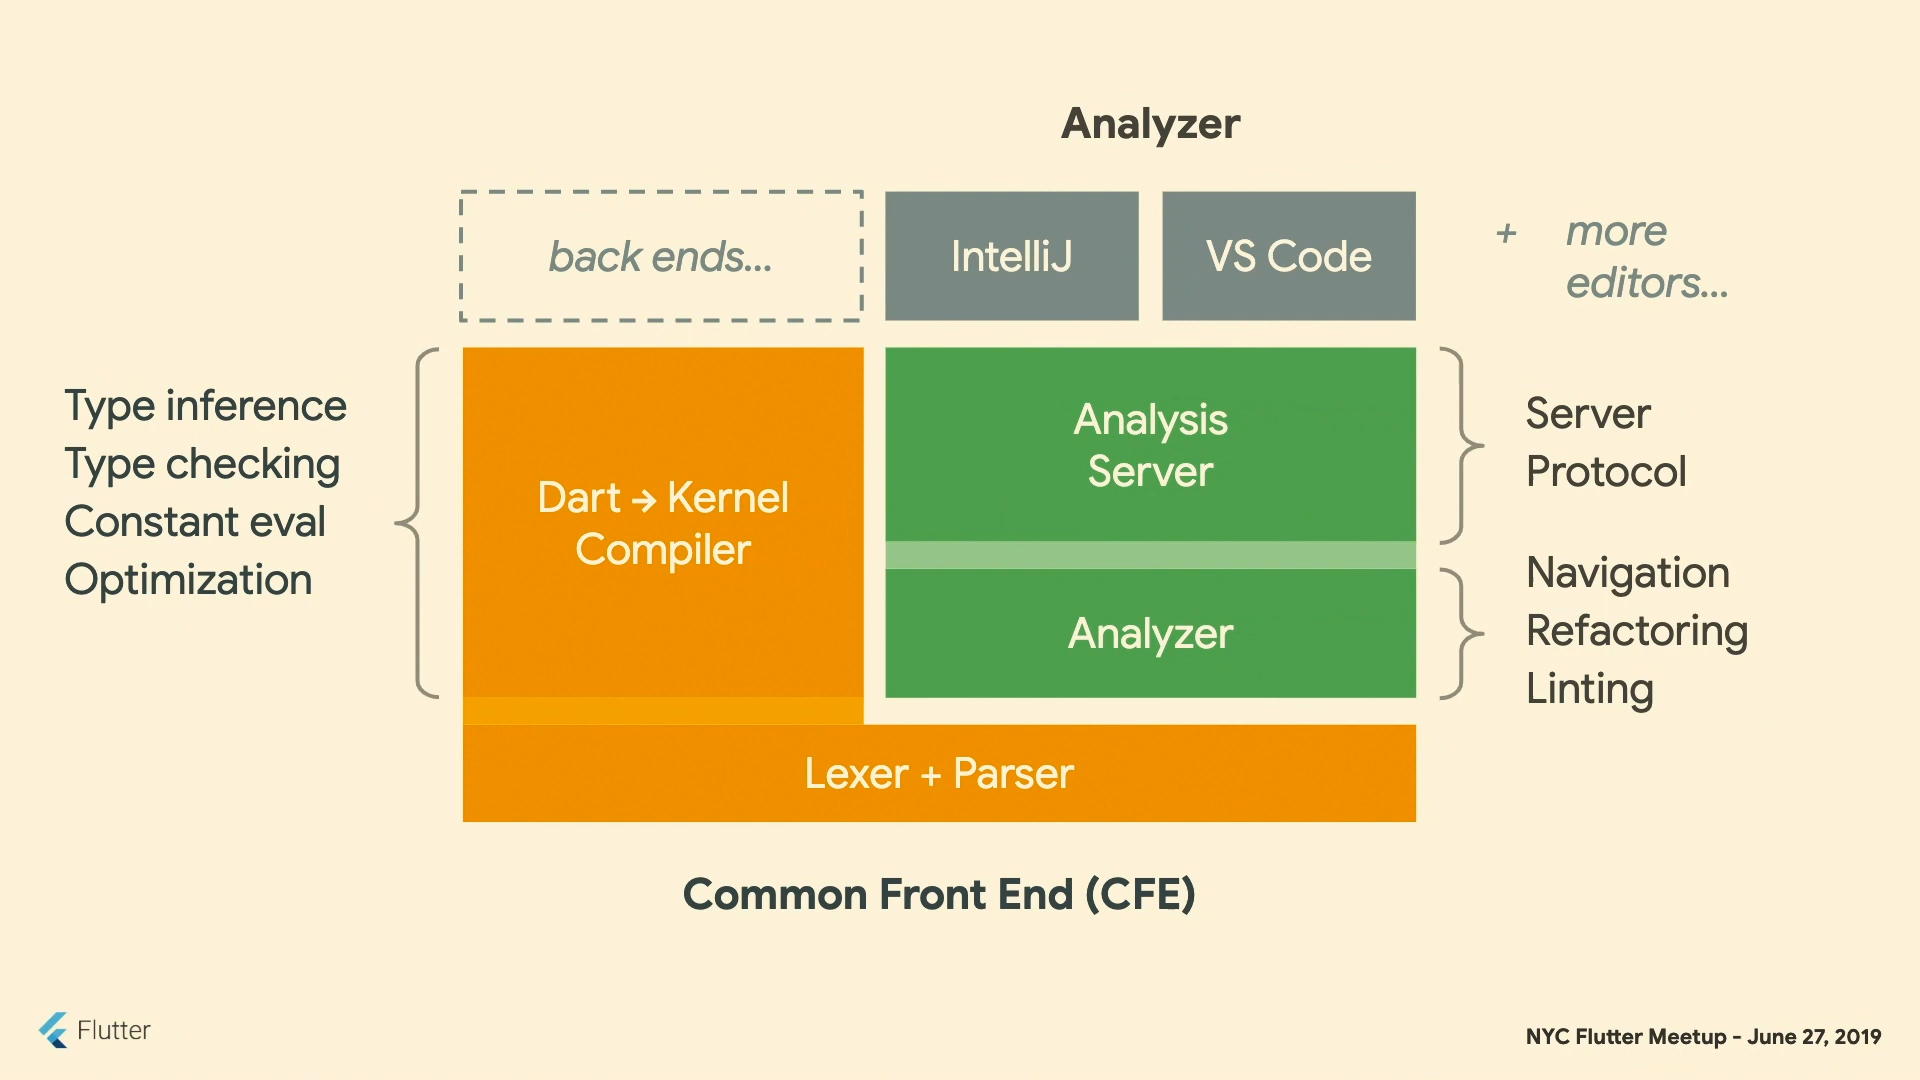 Analyzer
back ends...
IntelliJ
VS Code
+ more
editors...
Type inference
Type checking
Constant eval
Optimization
Dart → Kernel
Compiler
Analysis
Server
Analyzer
Server
Protocol
Navigation
Refactoring
Linting
Lexer + Parser
Common Front End (CFE)
Flutter
NYC Flutter Meetup - June 27, 2019